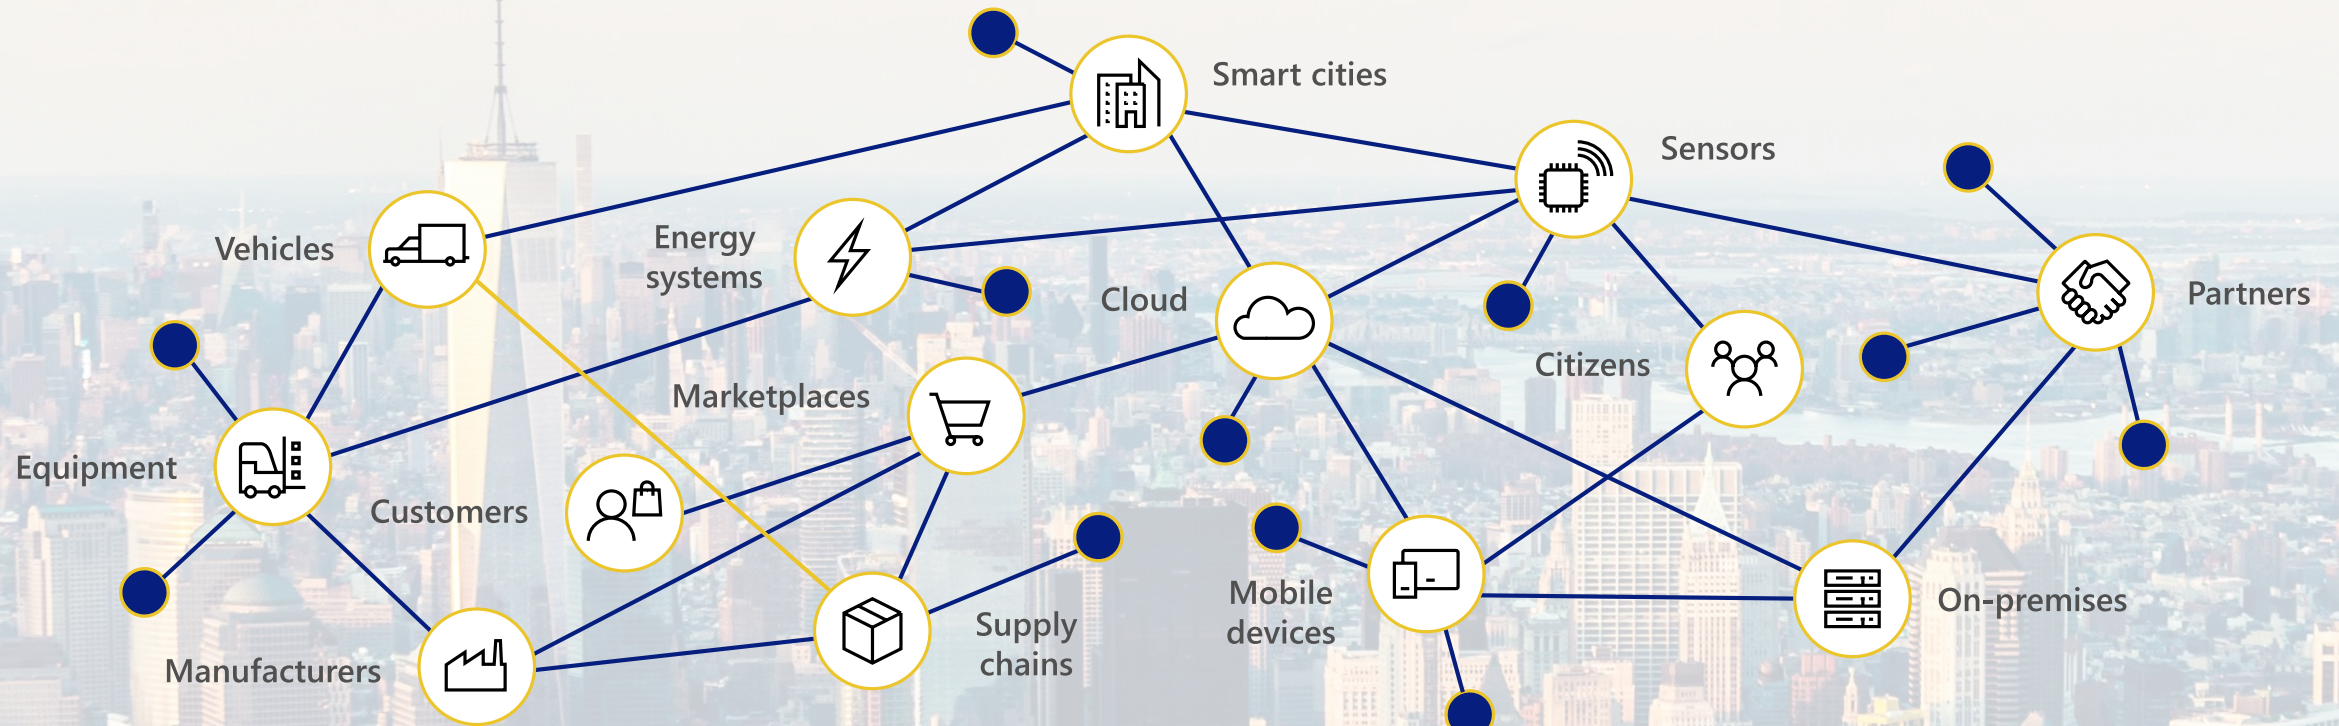 Smart cities
Sensors
Vehicles
Energy
systems
Cloud
Partners
Citizens
Marketplaces
Equipment
Customers
Mobile
devices
On-premises
Supply
chains
Manufacturers